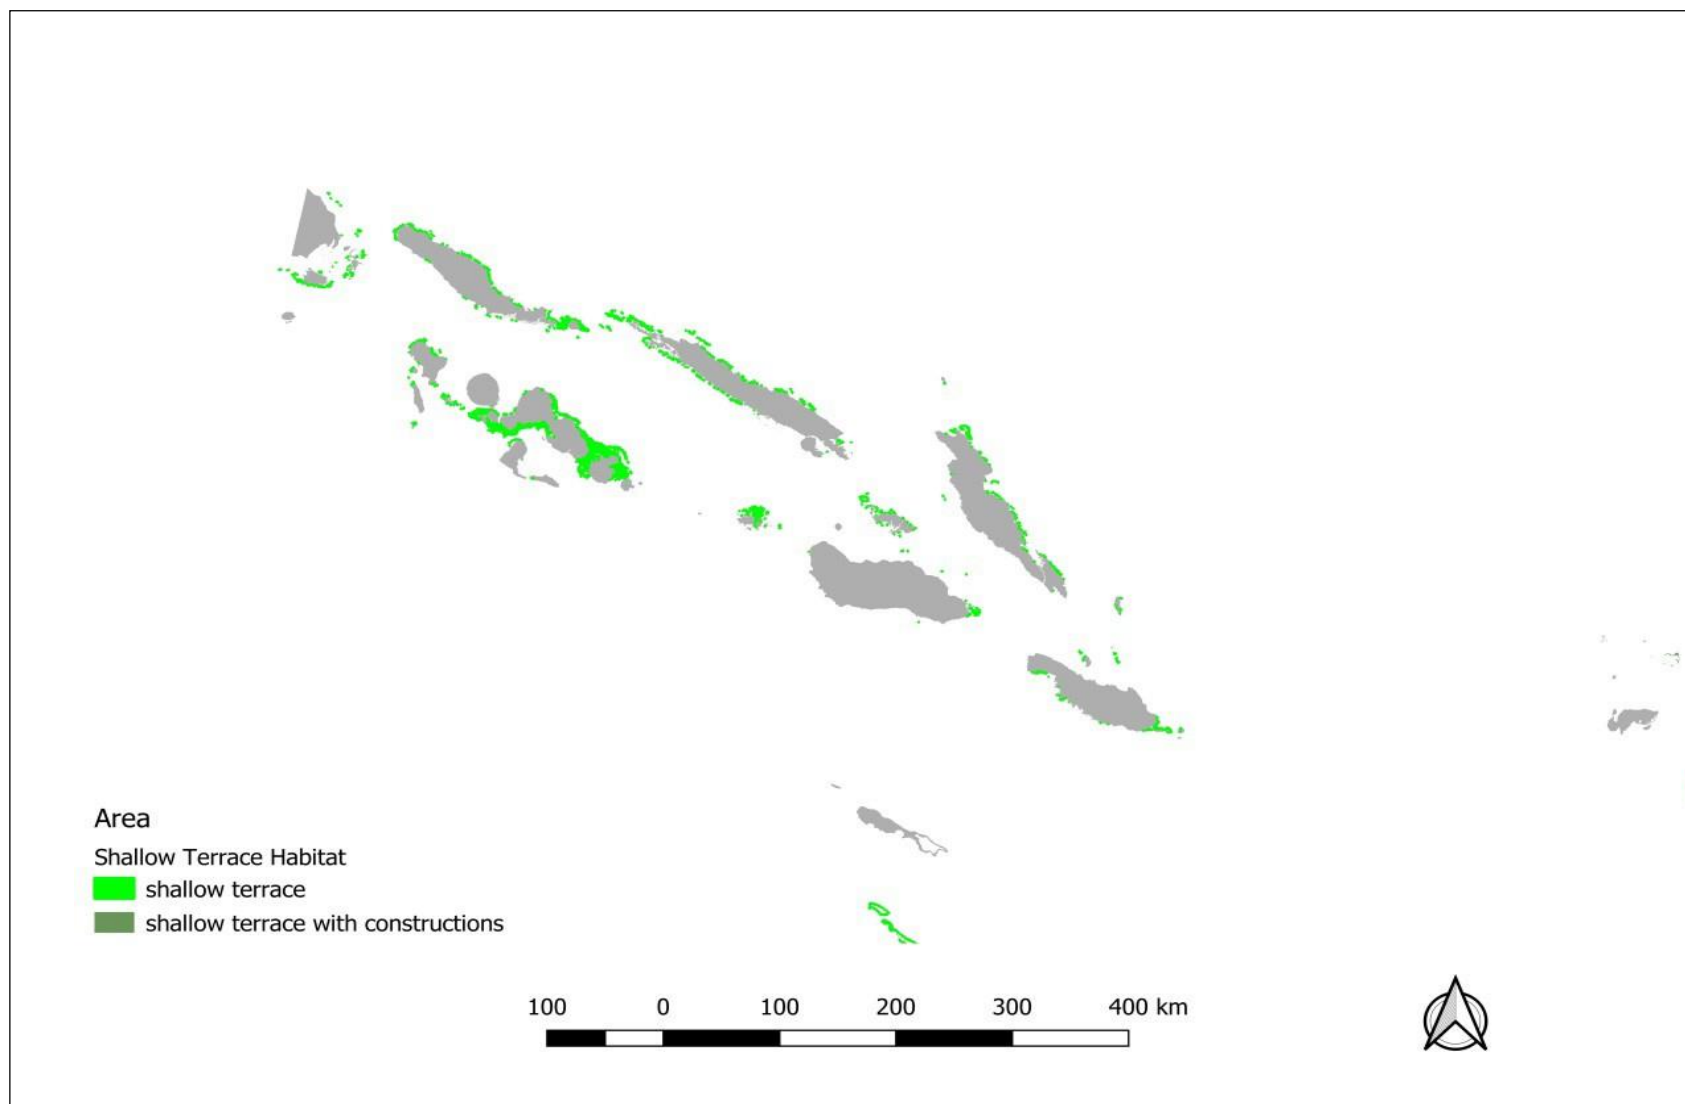 Area
Shallow Terrace Habitat
shallow terrace
shallow terrace with constructions
100 0 100 200 300 400 km